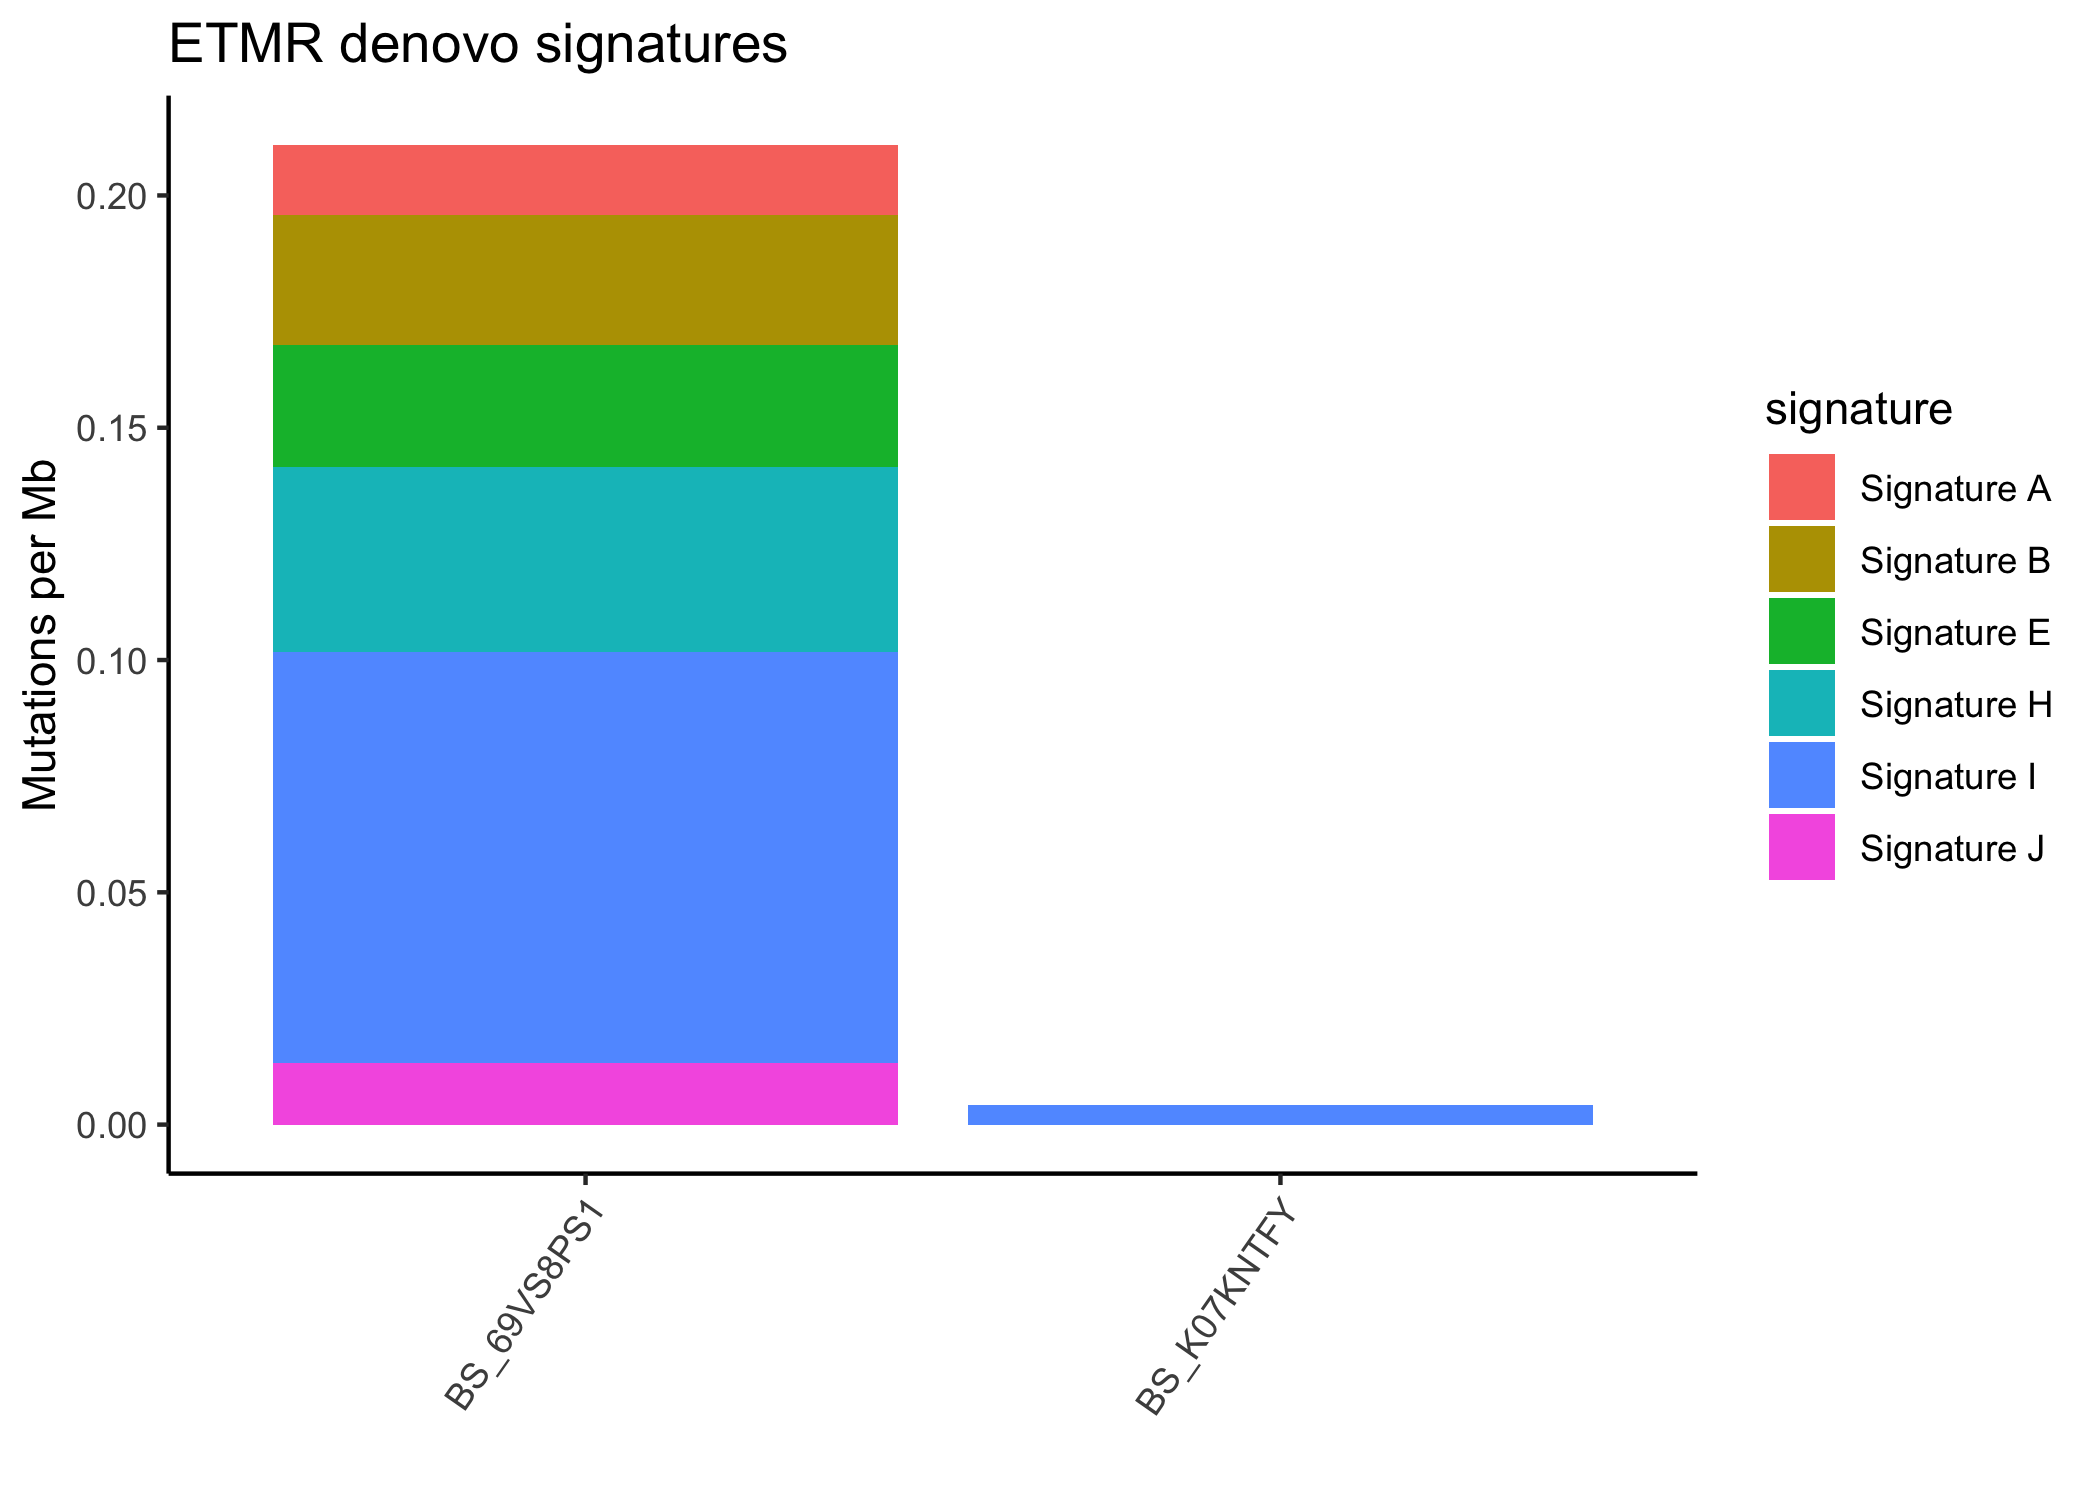 ETMR denovo signatures
Mutations per Mb
0.20
0.15
0.10
0.05
0.00
BS_69VS8PS1
BS_K07KNTFY
signature
Signature A
Signature B
Signature E
Signature H
Signature I
Signature J